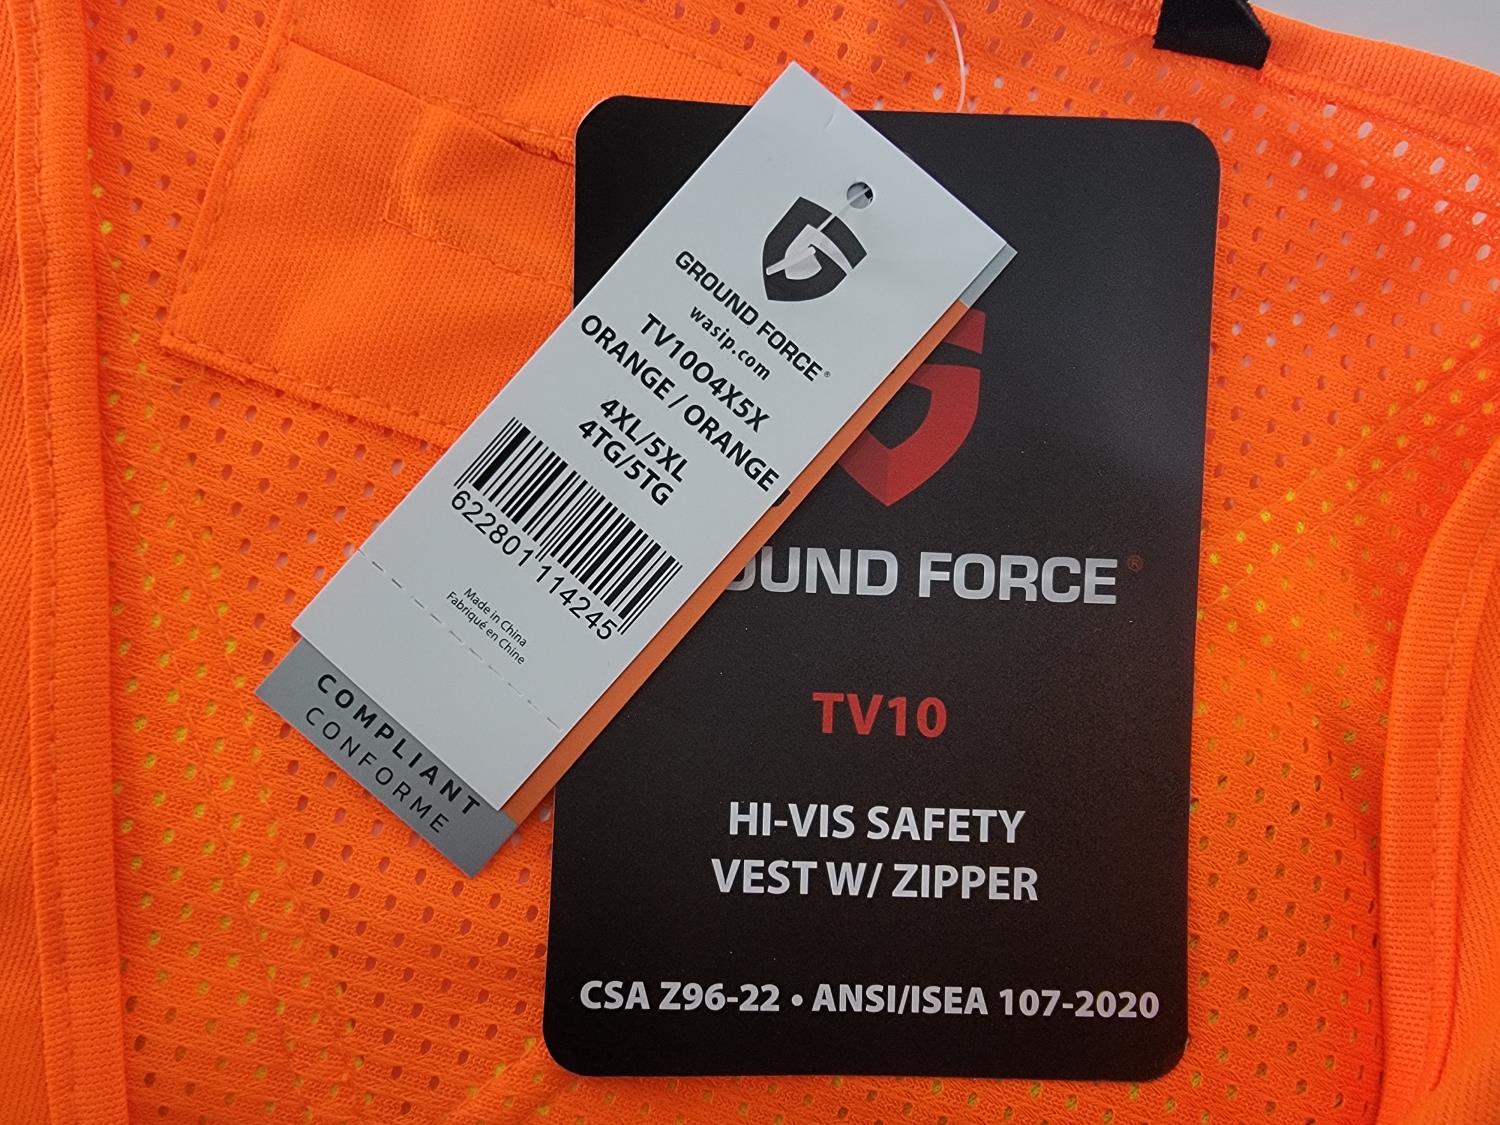 GROUND FORCE®
wasip.com
TV10O4X5X
ORANGE / ORANGE
4XL/5XL
4TG/5TG
622801114245
Made in China
Fabriqué en Chine
COMPLIANT
CONFORME
OUND FORCE®
TV10
HI-VIS SAFETY
VEST W/ ZIPPER
CSA Z96-22 • ANSI/ISEA 107-2020